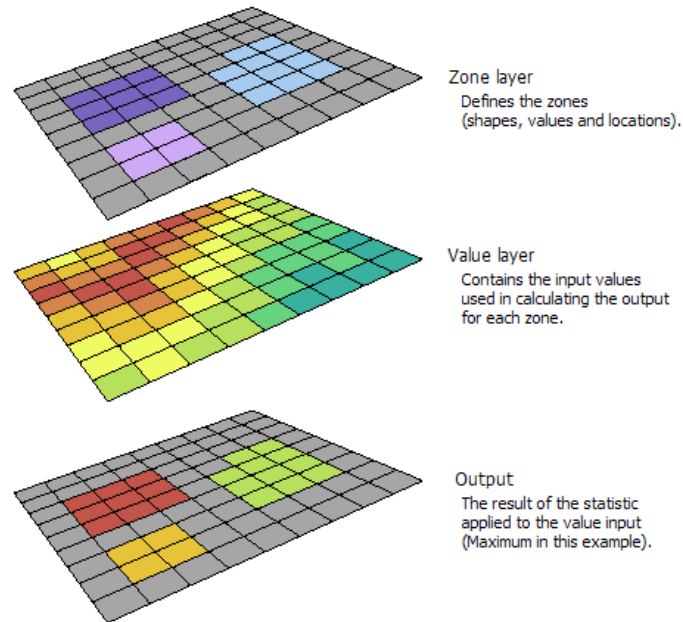 Zone layer
Defines the zones
(shapes, values and locations).
Value layer
Contains the input values
used in calculating the output
for each zone.
Output
The result of the statistic
applied to the value input
(Maximum in this example).